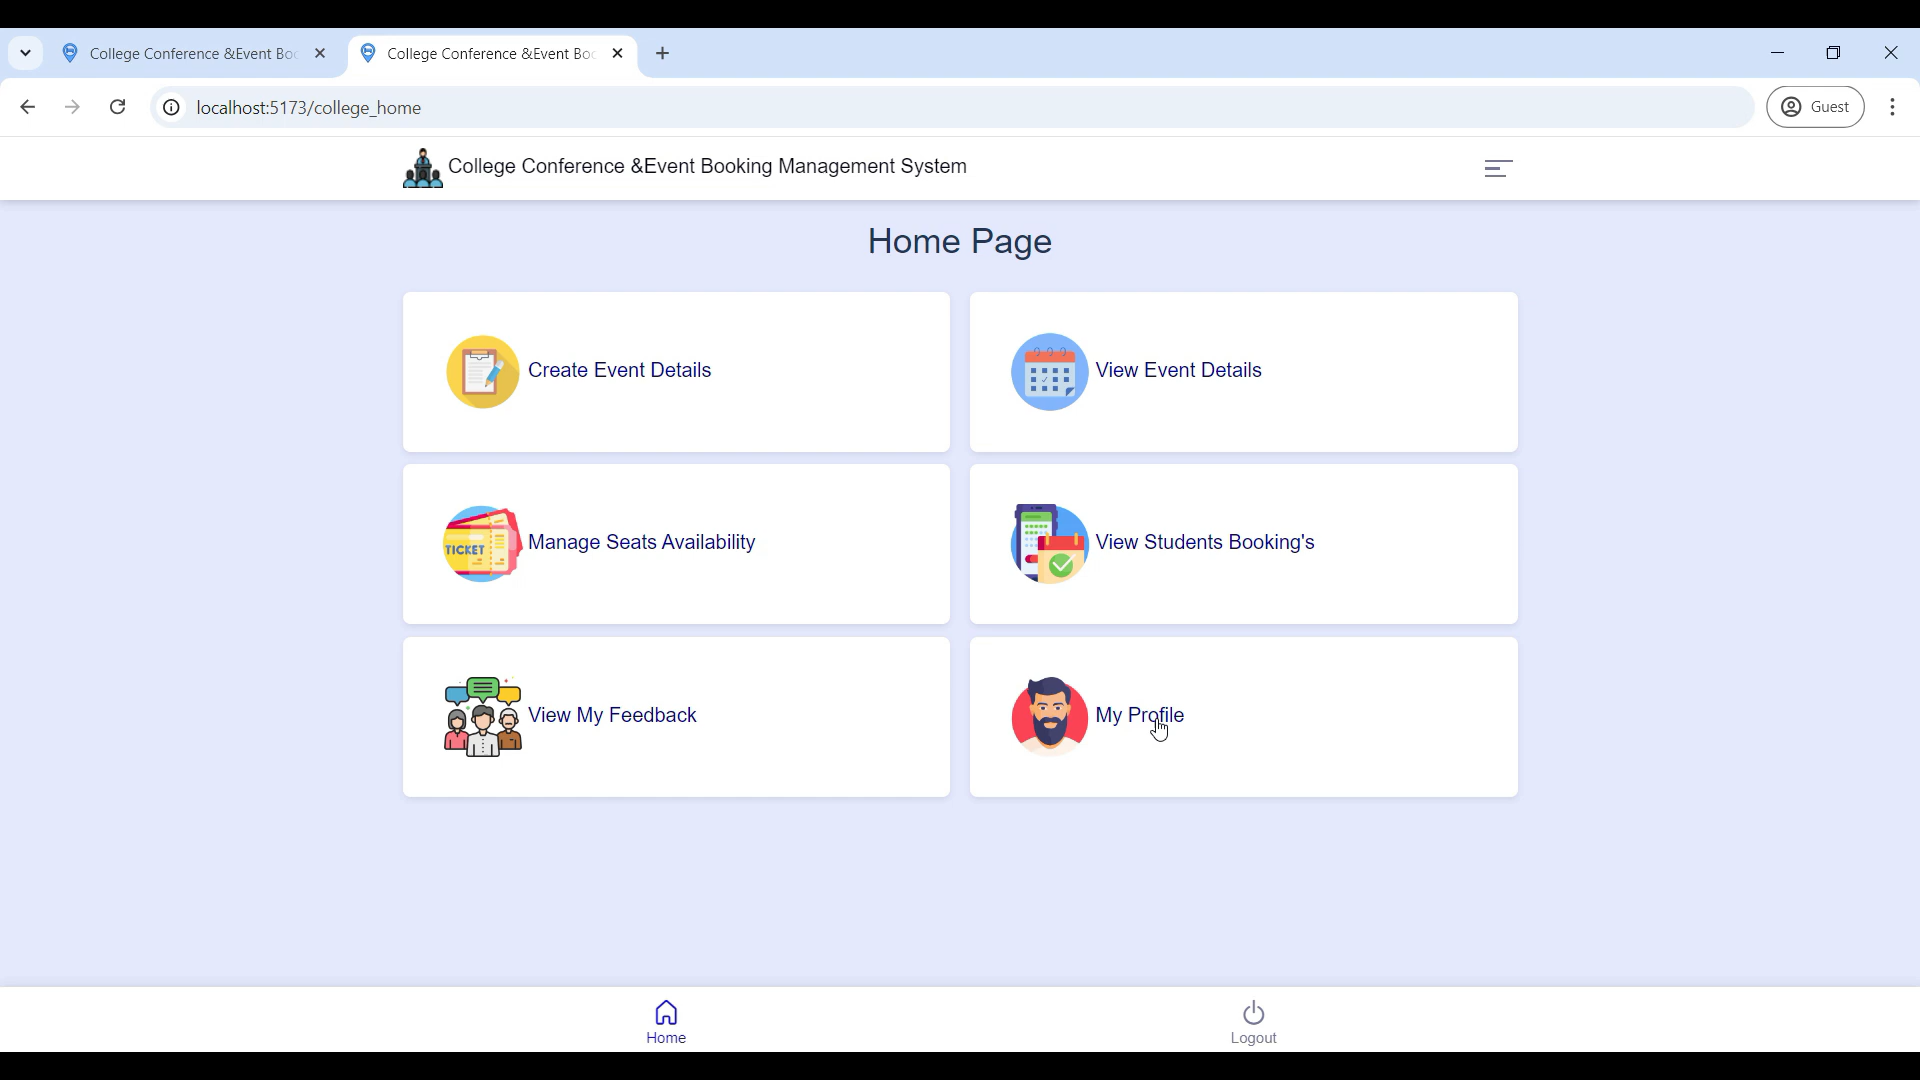 College Conference &Event Boo
College Conference &Event Boo
localhost:5173/college_home
Guest
College Conference &Event Booking Management System
Home Page
Create Event Details
View Event Details
TICKET
Manage Seats Availability
View Students Booking's
View My Feedback
My Profile
Home
Logout